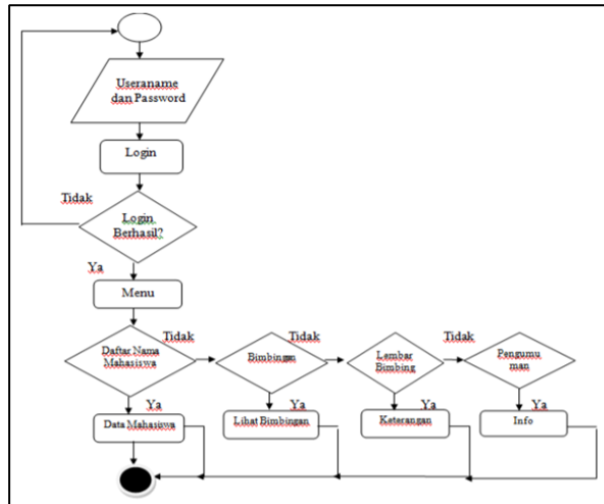 Useraname
dan Password
Login
Tidak
Login
Berhasil?
Ya
Menu
Daftar Nama
Mahasiswa
Tidak
Bimbingan
Tidak
Lembar
Bimbing
Tidak
Pengumu
man
Ya
Data Mahasiswa
Ya
Lihat Bimbingan
Ya
Keterangan
Ya
Info